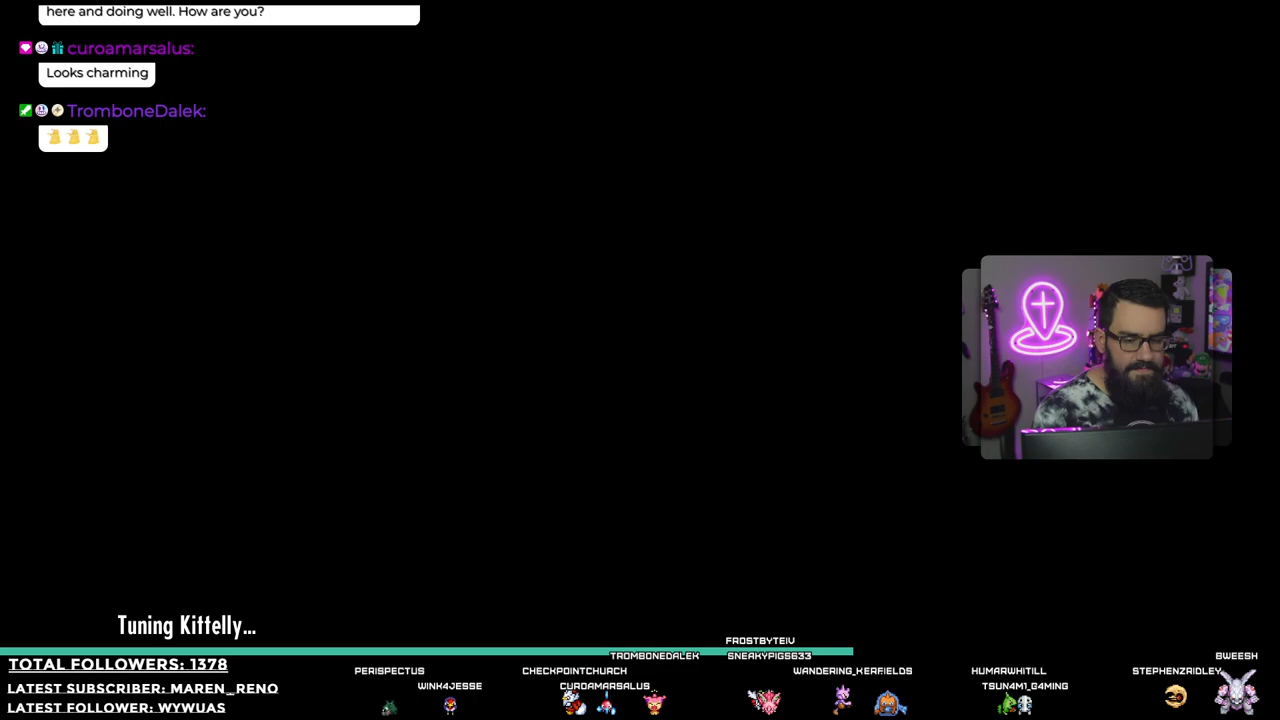 here and doing well. How are you?
curoamarsalus:
Looks charming
TromboneDalek:
Tuning Kittelly...
TOTAL FOLLOWERS: 1378
LATEST SUBSCRIBER: MAREN_RENO
LATEST FOLLOWER: WYWUAS
FROSTBYTEIV
TROMBONEDALEK
SNEAKYPIGS633
BWEESH
PERISPECTUS
CHECKPOINTCHURCH
WANDERING_KERFIELDS
HUMARWHITILL
STEPHENZRIDLEY
WINK4JESSE
CUROAMARSALUS
TSUN4M1_G4MING